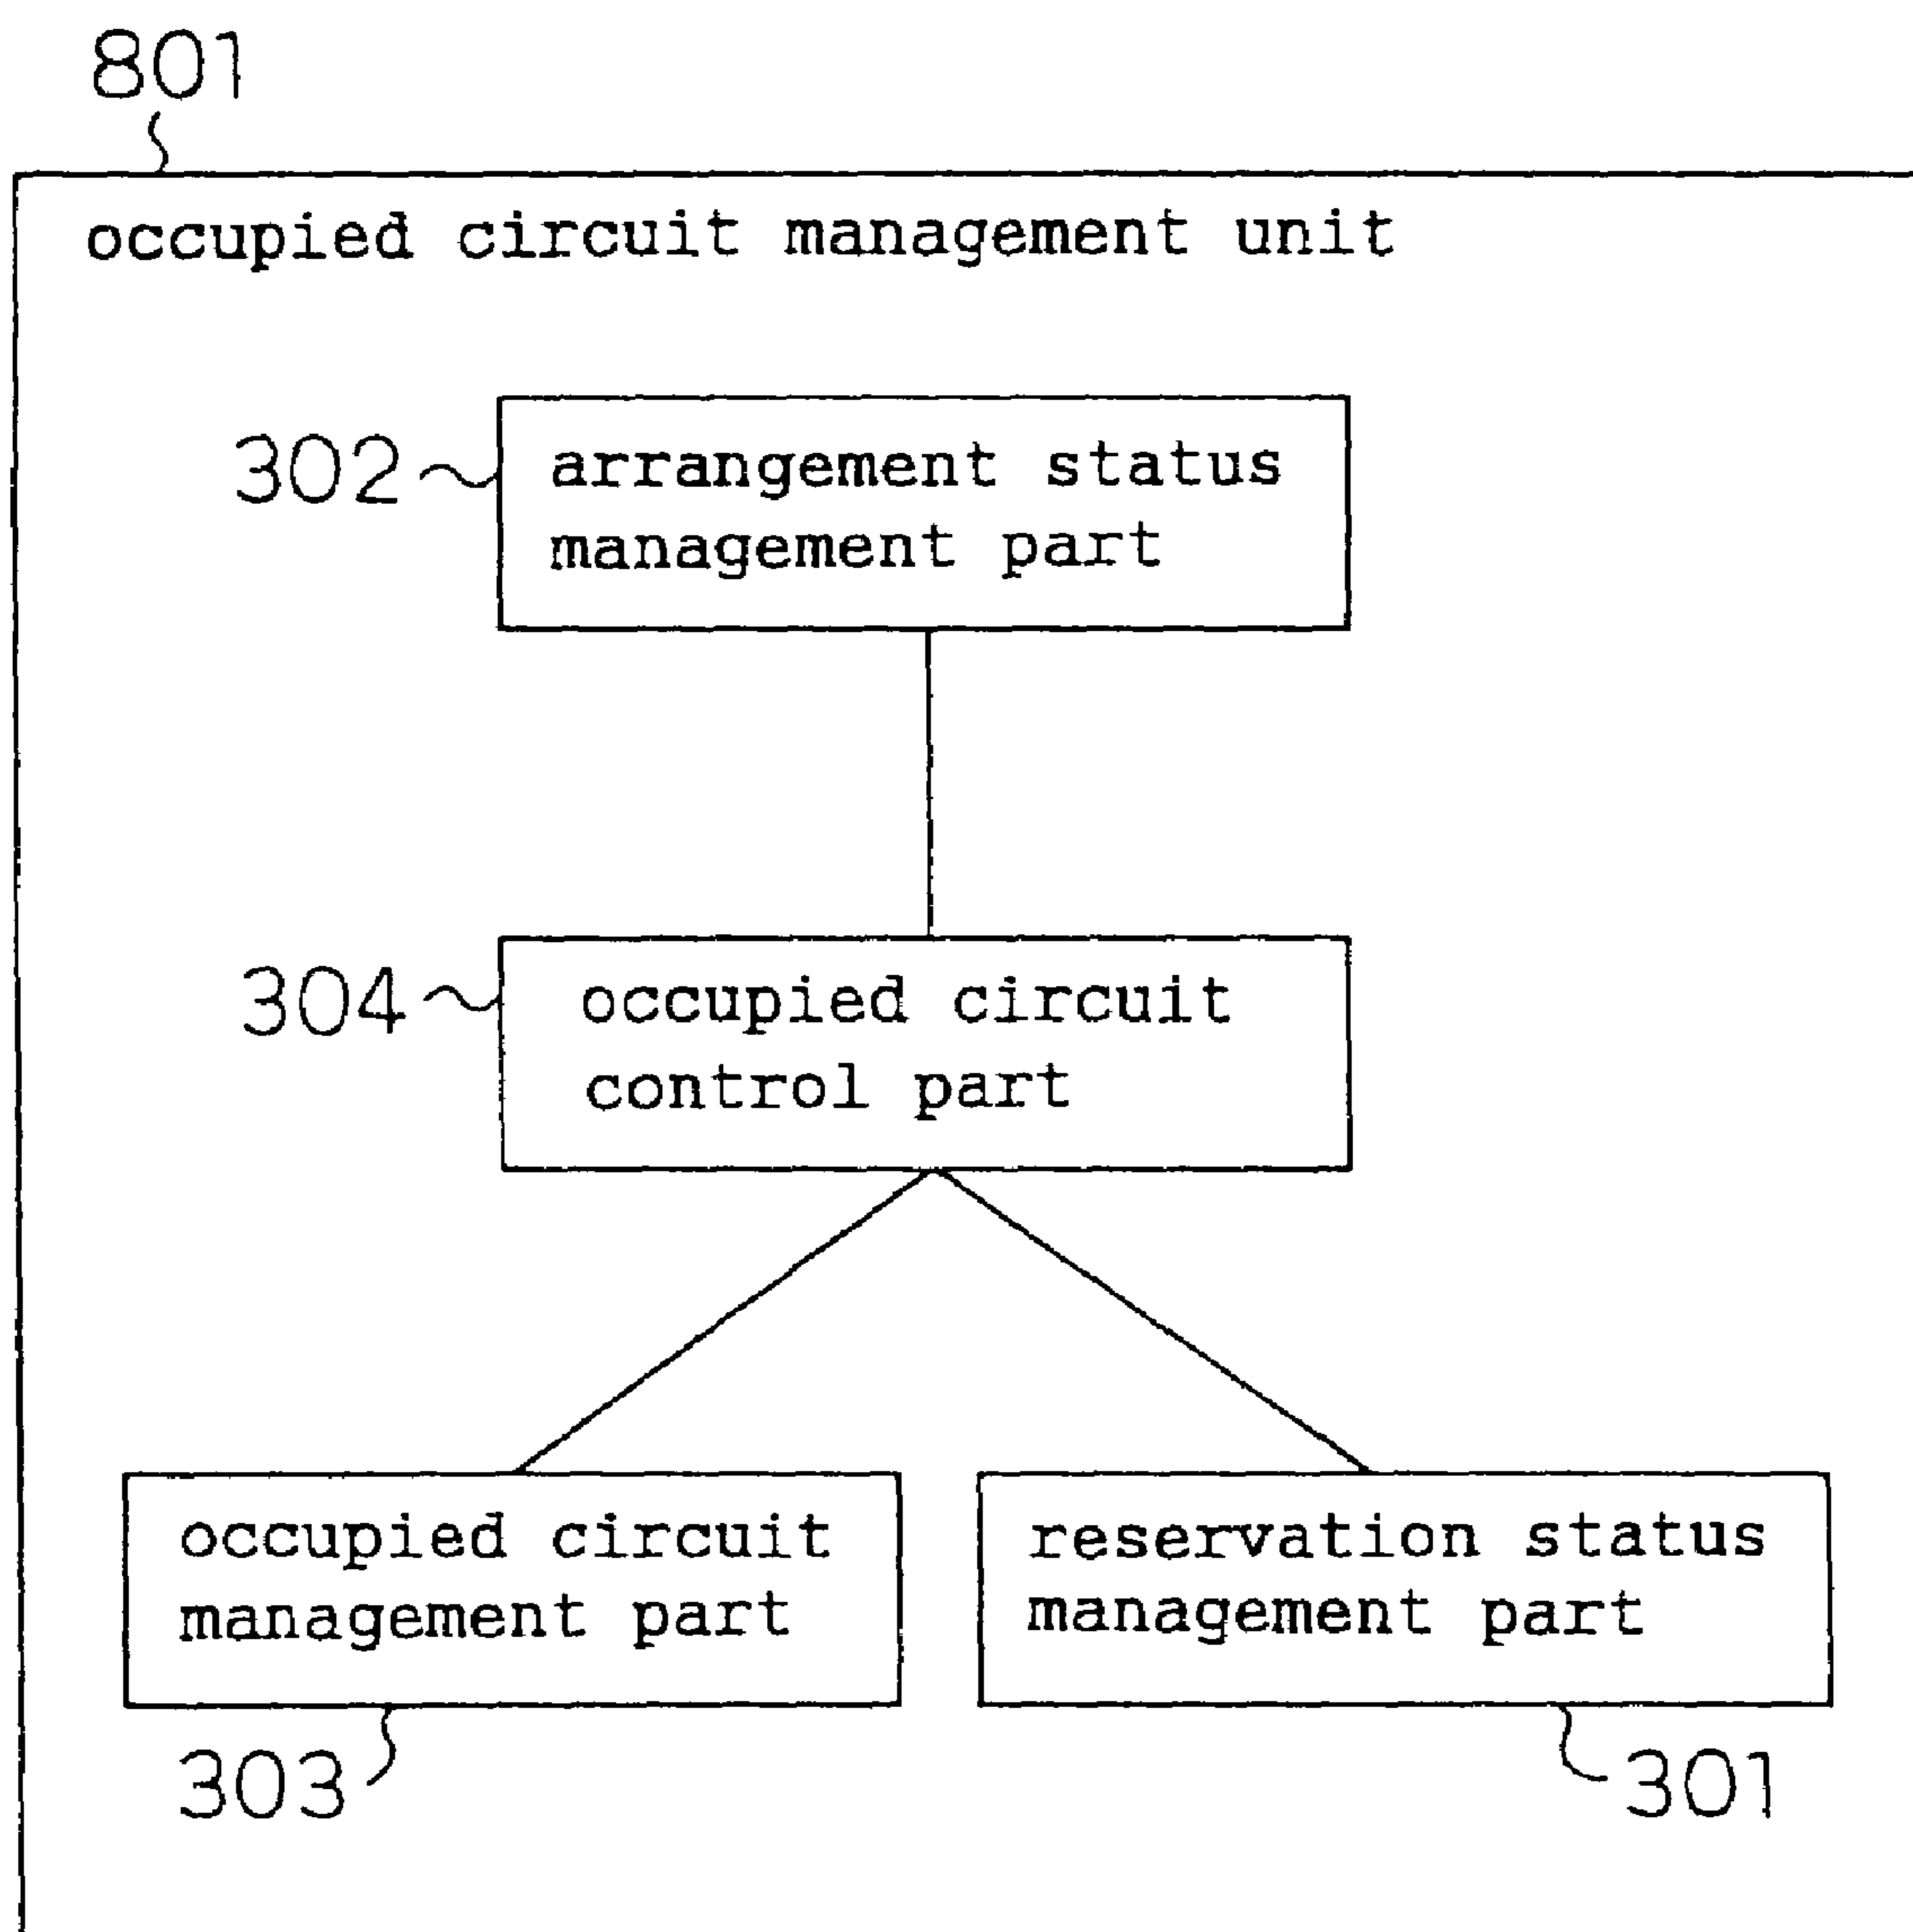 801
occupied circuit management unit
302
arrangement status
management part
304
occupied circuit
control part
occupied circuit
management part
reservation status
management part
303
301